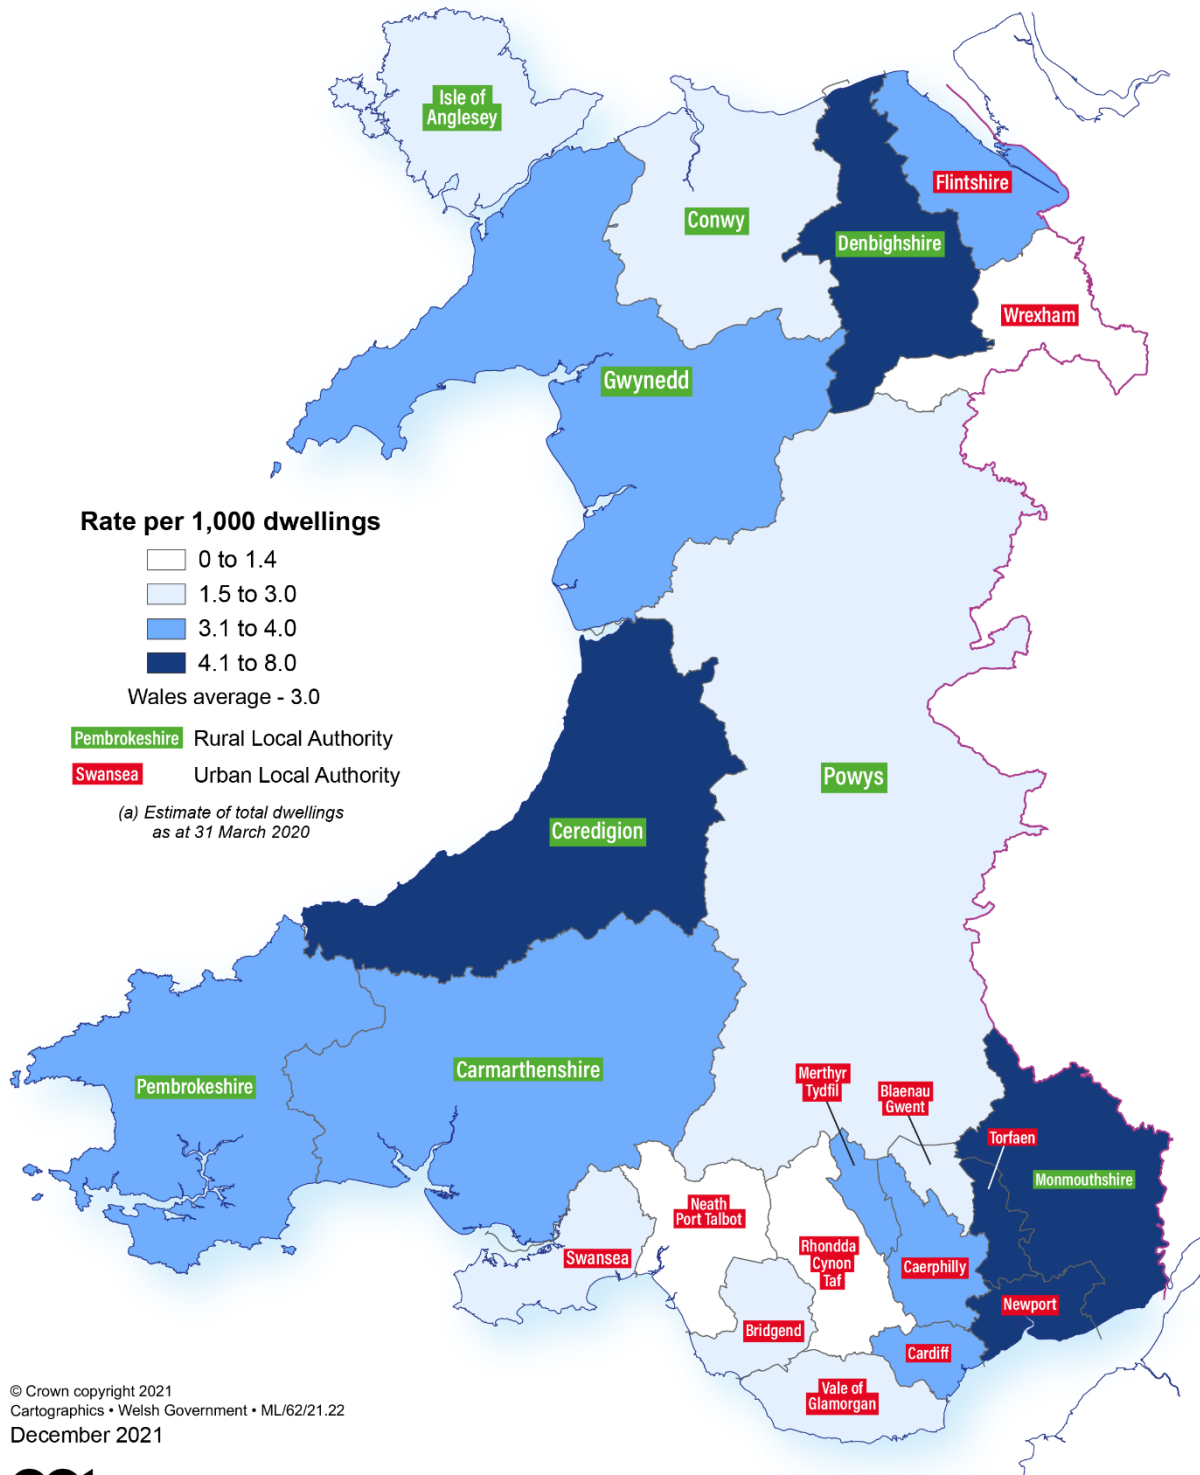 Isle of
Anglesey
Conwy
Denbighshire
Flintshire
Wrexham
Gwynedd
Rate per 1,000 dwellings
0 to 1.4
1.5 to 3.0
3.1 to 4.0
4.1 to 8.0
Wales average - 3.0
Pembrokeshire Rural Local Authority
Swansea Urban Local Authority
(a) Estimate of total dwellings
as at 31 March 2020
Powys
Ceredigion
Carmarthenshire
Pembrokeshire
Merthyr
Tydfil
Blaenau
Gwent
Torfaen
Monmouthshire
Neath
Port Talbot
Swansea
Rhondda
Cynon
Taf
Caerphilly
Newport
Bridgend
Cardiff
Vale of
Glamorgan
© Crown copyright 2021
Cartographics • Welsh Government • ML/62/21.22
December 2021